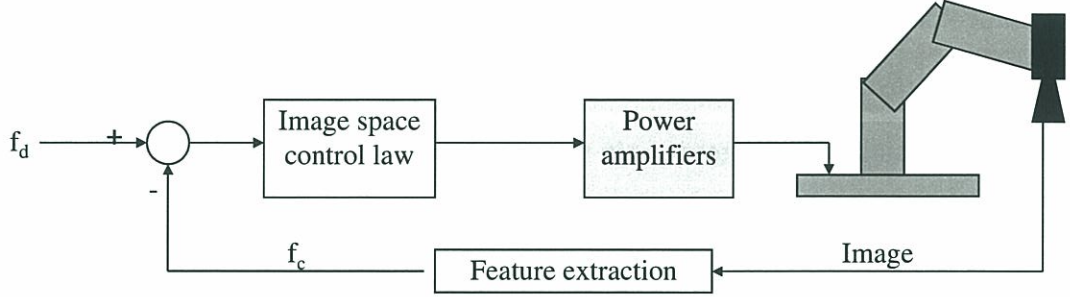 Image space
control law
Power
amplifiers
f_d
+
-
f_c
Image
Feature extraction